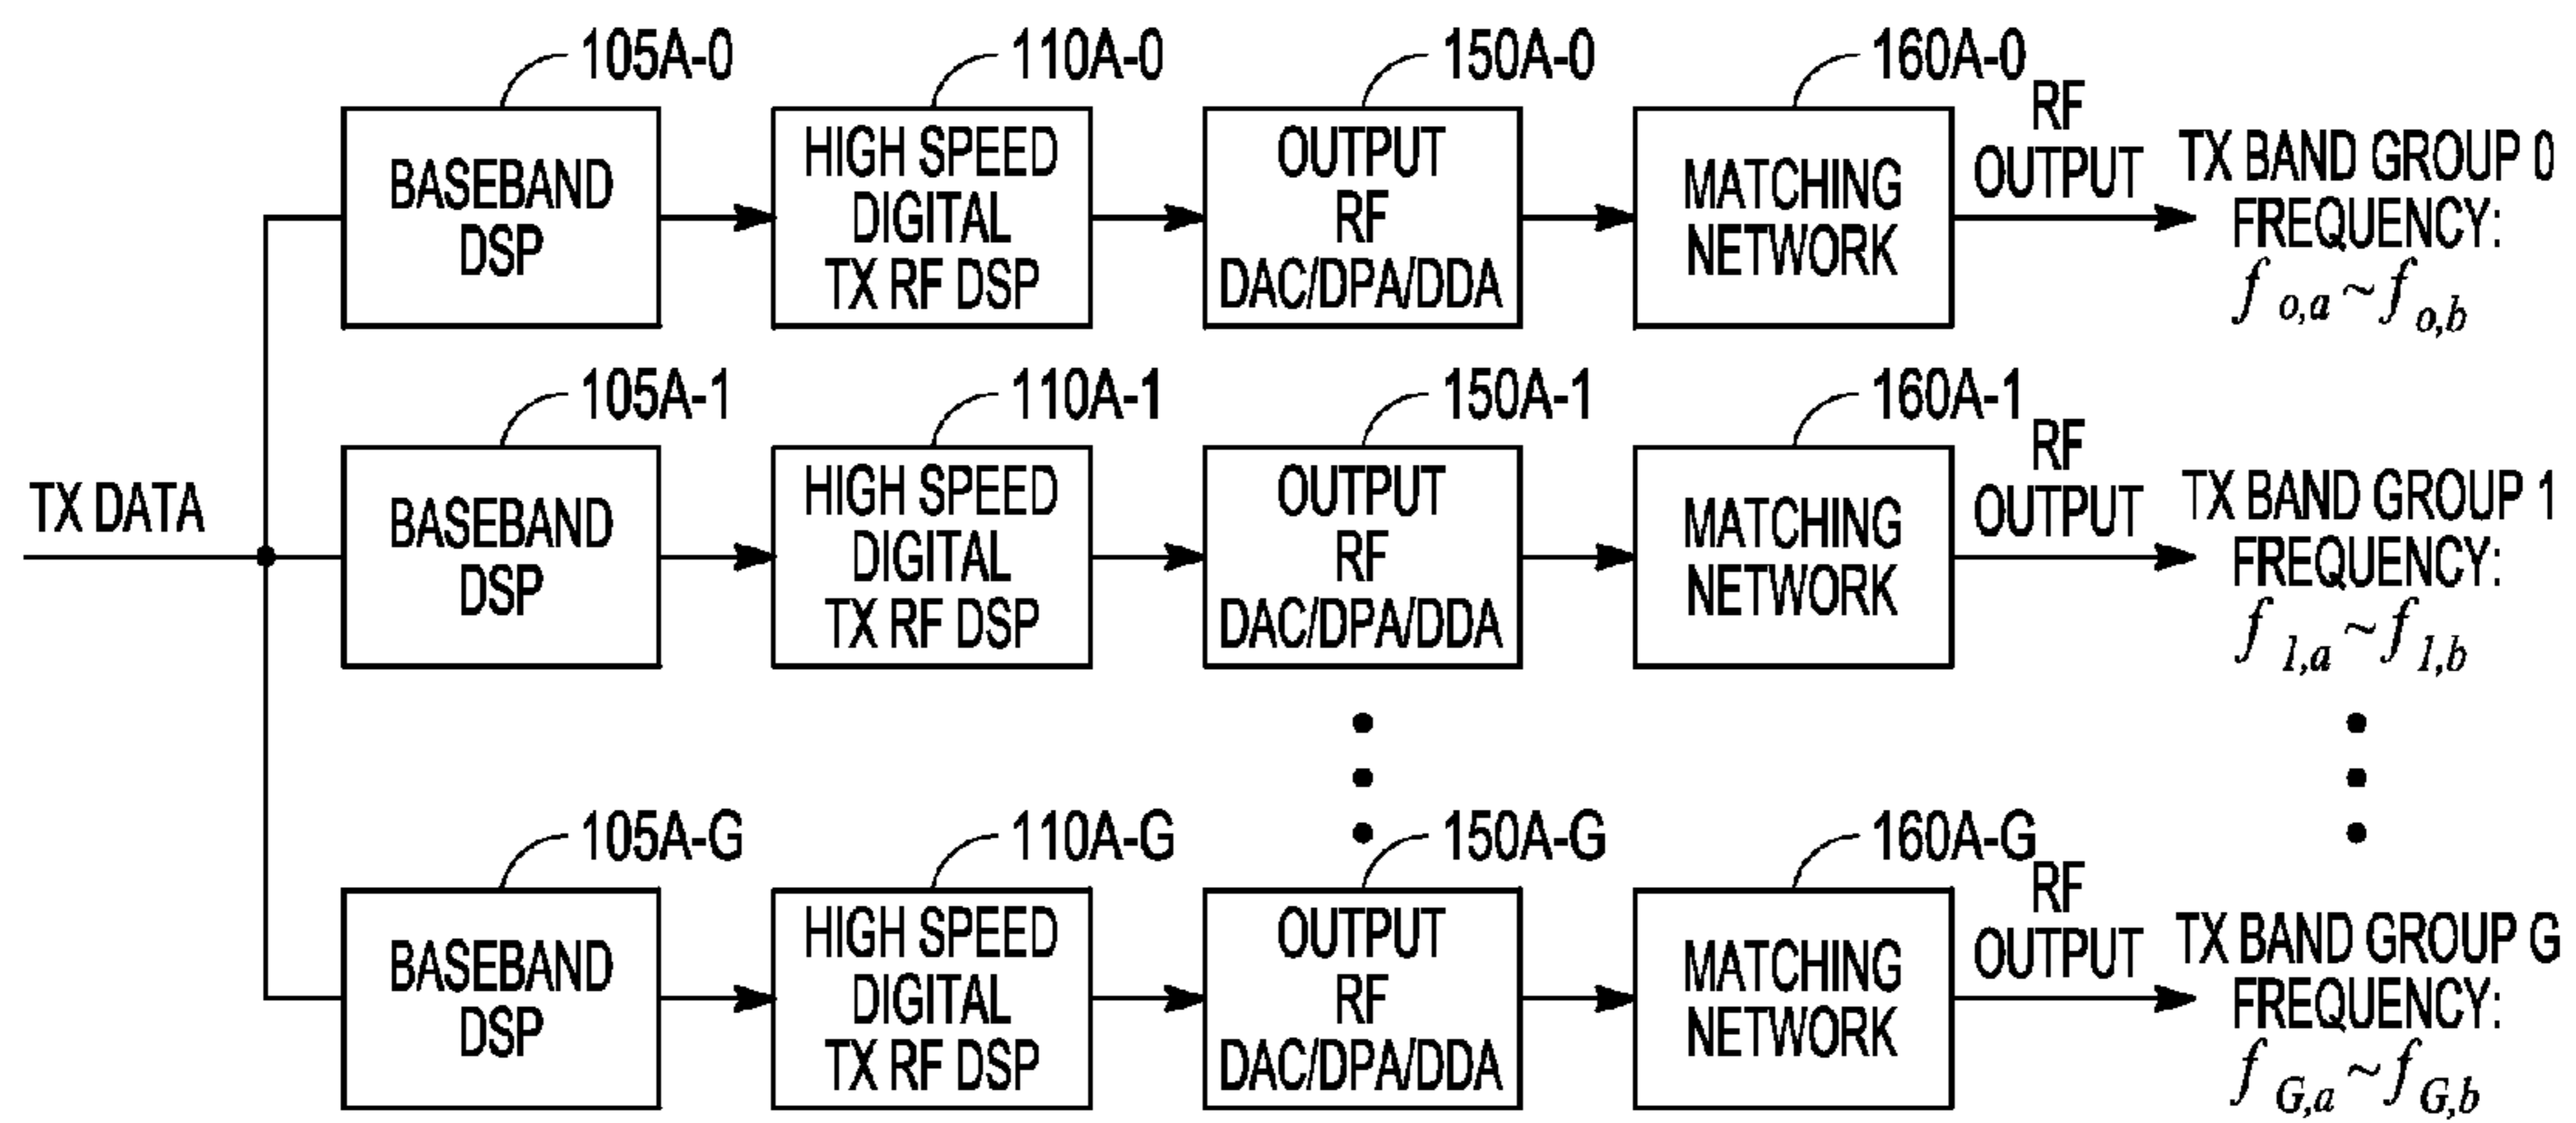 105A-0
110A-0
150A-0
160A-0
BASEBAND
DSP
HIGH SPEED
DIGITAL
TX RF DSP
OUTPUT
RF
DAC/DPA/DDA
MATCHING
NETWORK
RF
OUTPUT
TX BAND GROUP 0
FREQUENCY:
f o,a ~ f o,b
TX DATA
105A-1
110A-1
150A-1
160A-1
BASEBAND
DSP
HIGH SPEED
DIGITAL
TX RF DSP
OUTPUT
RF
DAC/DPA/DDA
MATCHING
NETWORK
RF
OUTPUT
TX BAND GROUP 1
FREQUENCY:
f 1,a ~ f 1,b
105A-G
110A-G
150A-G
160A-G
BASEBAND
DSP
HIGH SPEED
DIGITAL
TX RF DSP
OUTPUT
RF
DAC/DPA/DDA
MATCHING
NETWORK
RF
OUTPUT
TX BAND GROUP G
FREQUENCY:
f G,a ~ f G,b